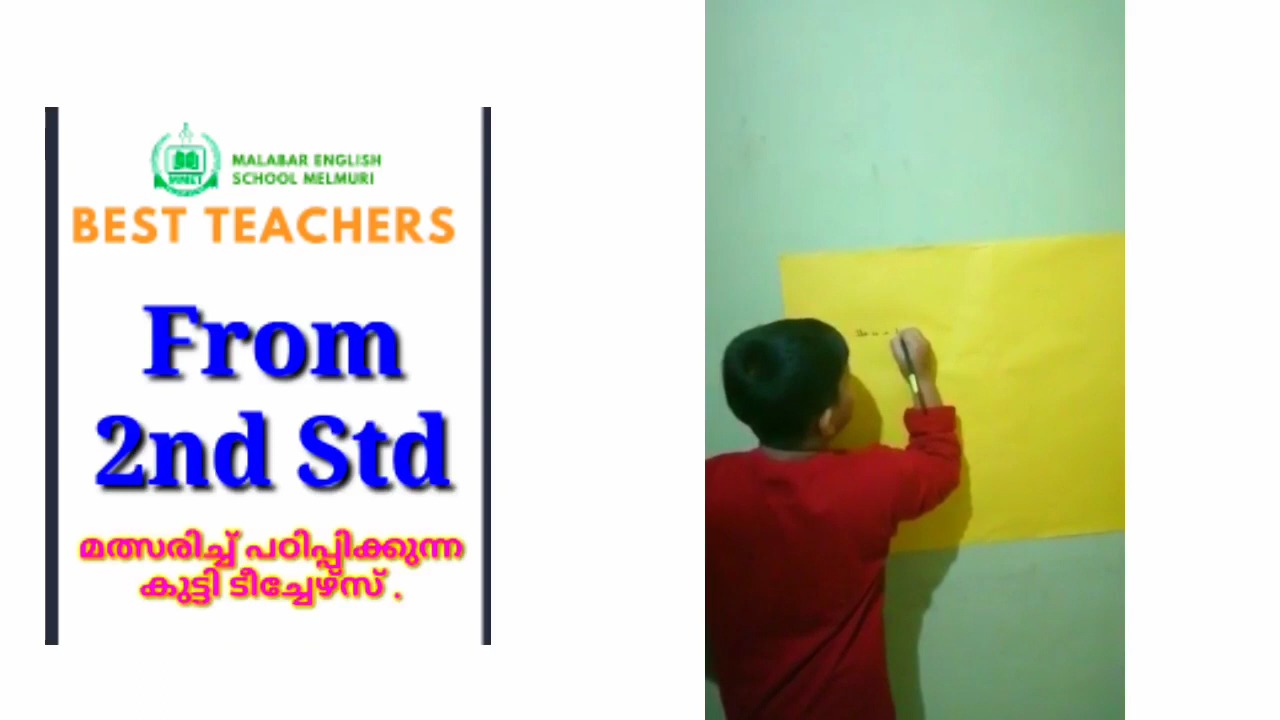 MALABAR ENGLISH
SCHOOL MELMURI
BEST TEACHERS
From
2nd Std
മത്സരിച്ച് പഠിപ്പിക്കുന്ന
കുട്ടി ടീച്ചേഴ്സ് .